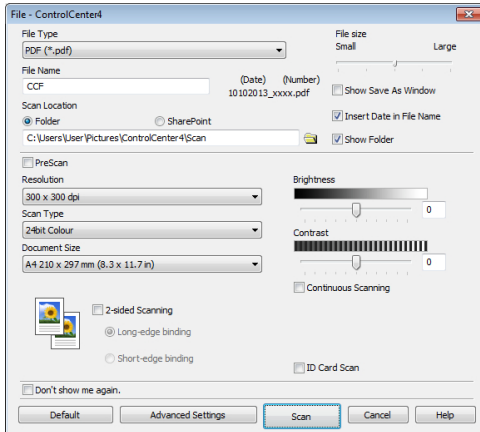 File - ControlCenter4
File Type
PDF (*.pdf)
File size
Small Large
File Name
CCF
(Date) (Number)
10102013_xxxx.pdf
Show Save As Window
Scan Location
Folder SharePoint
Insert Date in File Name
C:\Users\User\Pictures\ControlCenter4\Scan
Show Folder
PreScan
Resolution
300 x 300 dpi
Scan Type
24bit Colour
Document Size
A4 210 x 297 mm (8.3 x 11.7 in)
Brightness
0
Contrast
0
Continuous Scanning
2-sided Scanning
Long-edge binding
Short-edge binding
ID Card Scan
Don't show me again.
Default Advanced Settings Scan Cancel Help